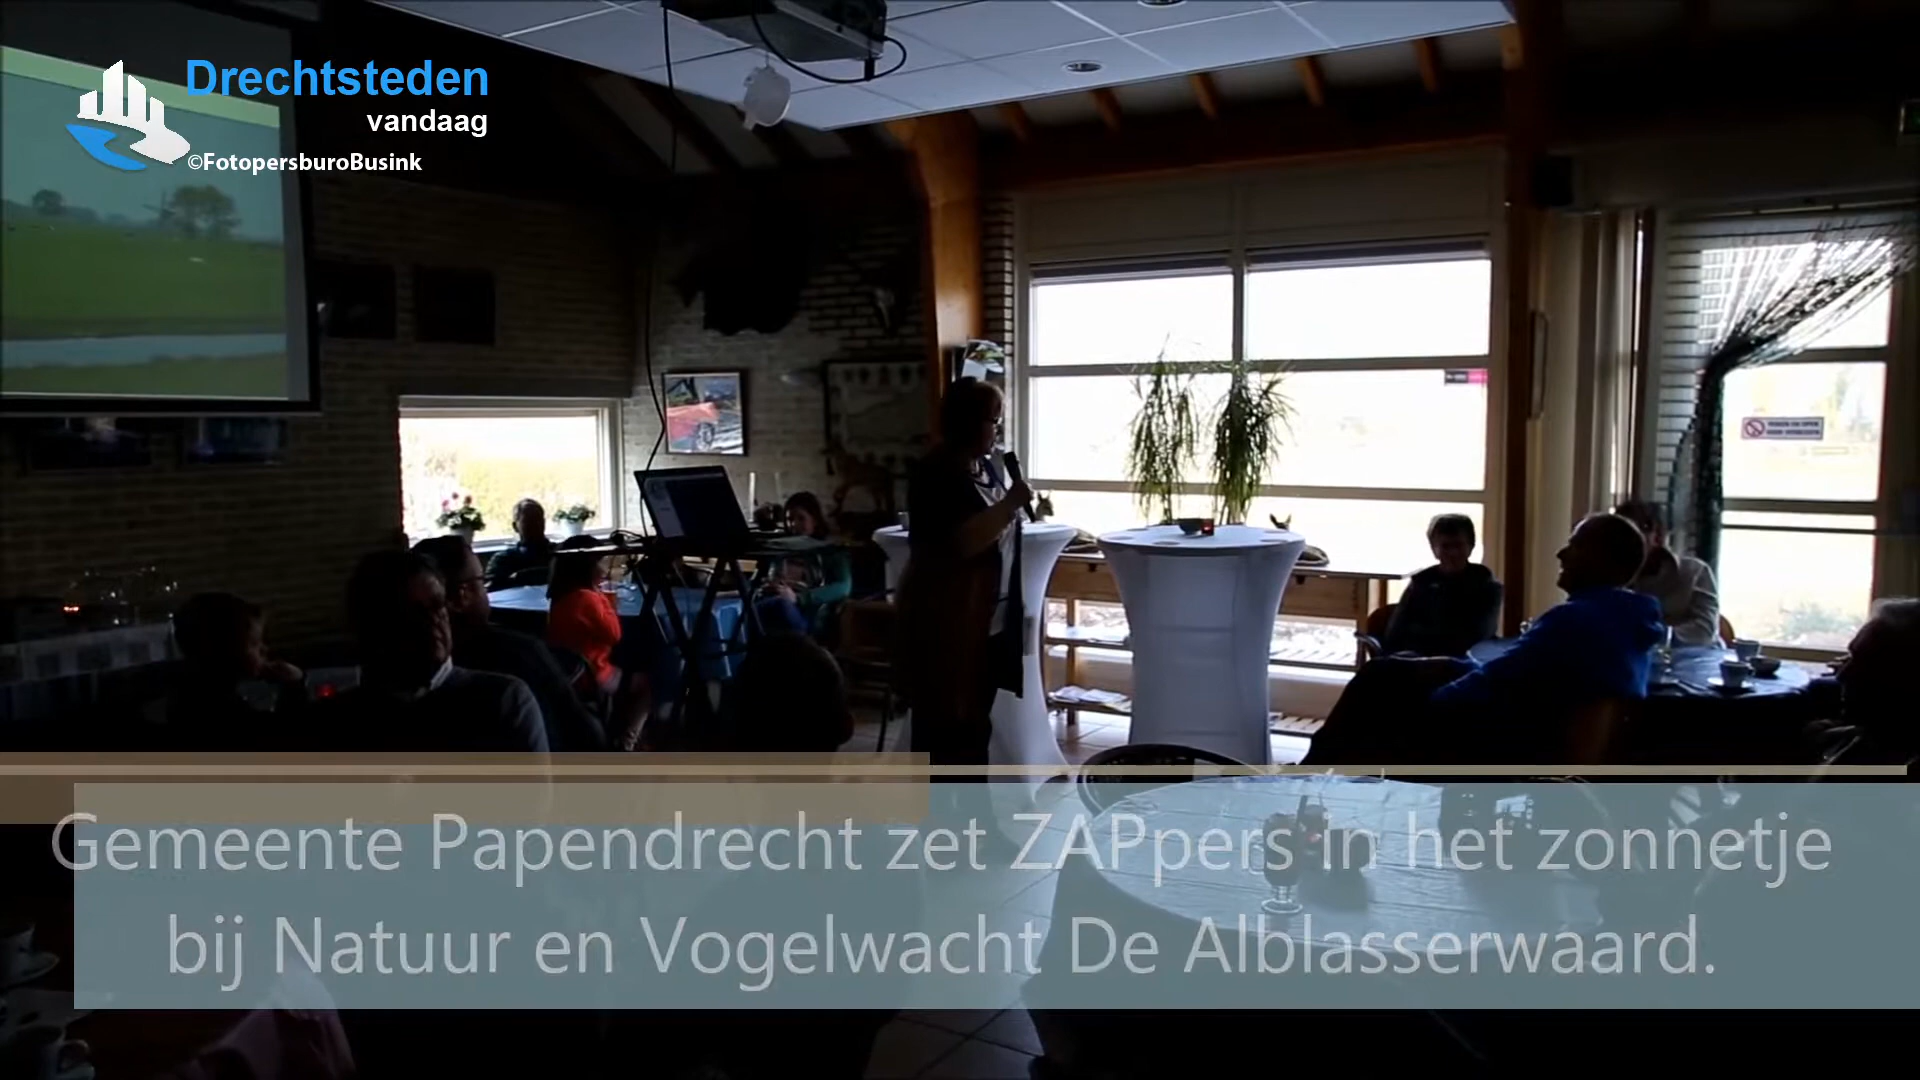 Drechtsteden
vandaag
©FotopersburoBusink
Gemeente Papendrecht zet ZAPpers in het zonnetje
bij Natuur en Vogelwacht De Alblasserwaard.